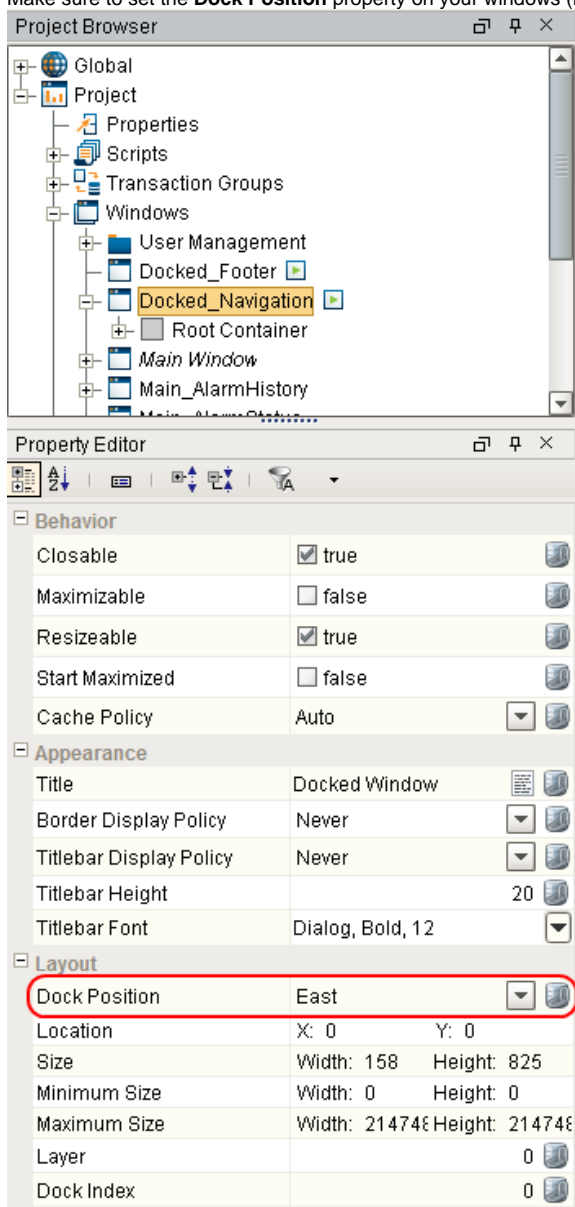 Make sure to set the Dock Position property on your windows (
Project Browser
Global
Project
Properties
Scripts
Transaction Groups
Windows
User Management
Docked_Footer
Docked_Navigation
Root Container
Main Window
Main_AlarmHistory
Main_AlarmStatus
Property Editor
Behavior
Closable true
Maximizable false
Resizeable true
Start Maximized false
Cache Policy Auto
Appearance
Title Docked Window
Border Display Policy Never
Titlebar Display Policy Never
Titlebar Height 20
Titlebar Font Dialog, Bold, 12
Layout
Dock Position East
Location X: 0 Y: 0
Size Width: 158 Height: 825
Minimum Size Width: 0 Height: 0
Maximum Size Width: 214748 Height: 214748
Layer 0
Dock Index 0